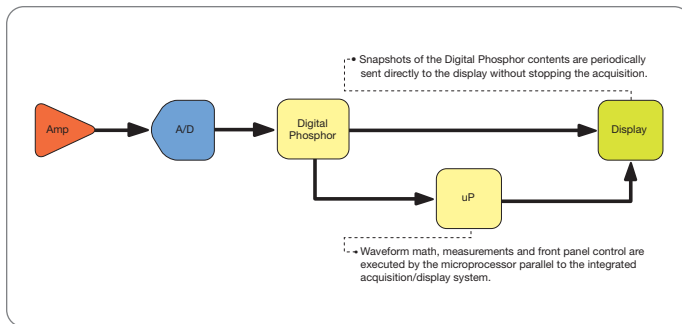 Snapshots of the Digital Phosphor contents are periodically
sent directly to the display without stopping the acquisition.
Amp
A/D
Digital
Phosphor
Display
uP
Waveform math, measurements and front panel control are
executed by the microprocessor parallel to the integrated
acquisition/display system.